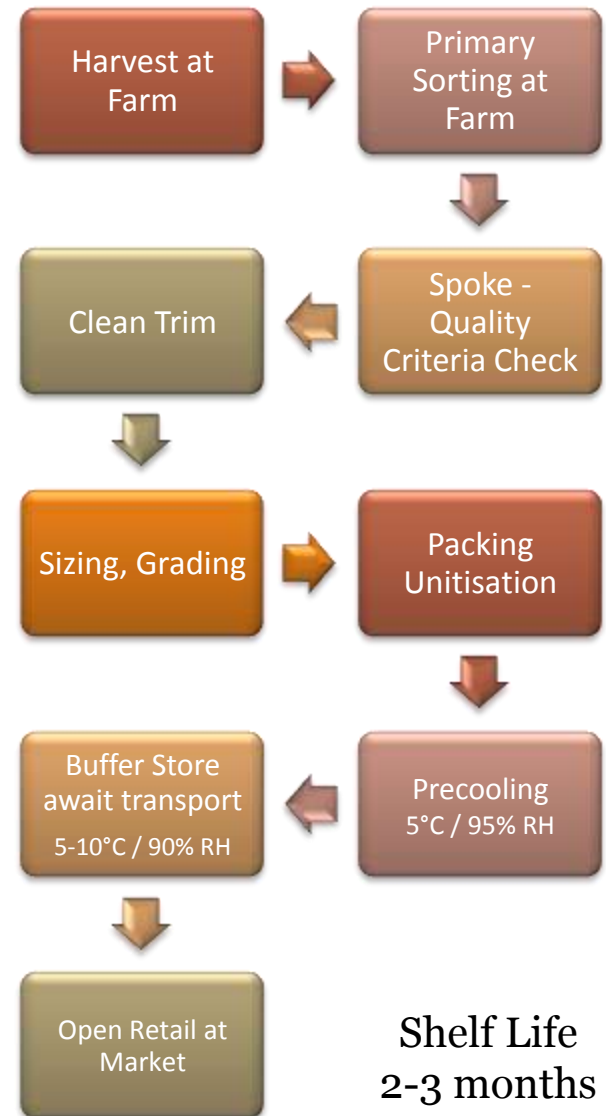 Harvest at
Farm
Primary
Sorting at
Farm
Spoke -
Quality
Criteria Check
Clean Trim
Sizing, Grading
Packing
Unitisation
Precooling
5°C / 95% RH
Buffer Store
await transport
5-10°C / 90% RH
Open Retail at
Market
Shelf Life
2-3 months